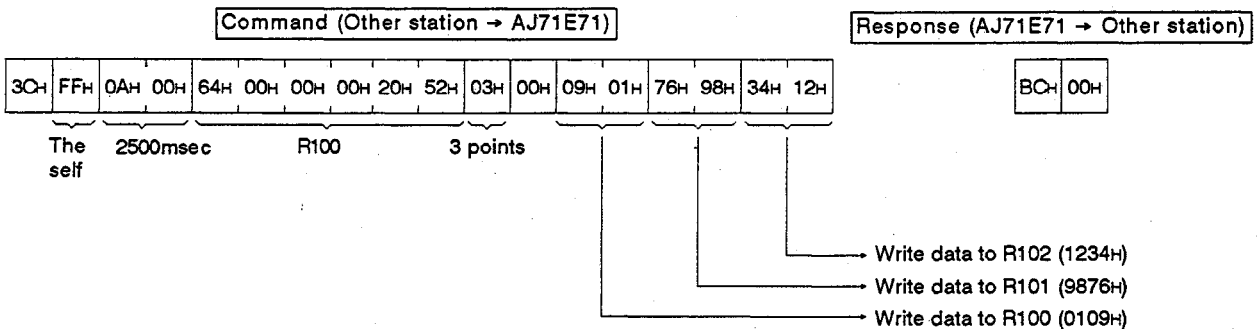 Command (Other station → AJ71E71)
Response (AJ71E71 → Other station)
3CH FFH 0AH 00H 64H 00H 00H 00H 20H 52H 03H 00H 09H 01H 76H 98H 34H 12H
BCH 00H
The self
2500msec
R100
3 points
Write data to R102 (1234H)
Write data to R101 (9876H)
Write data to R100 (0109H)